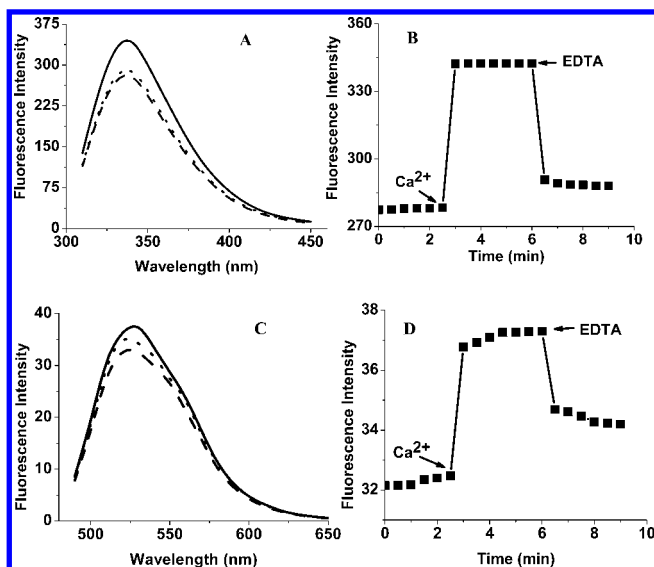 A
Fluorescence Intensity
375
300
225
150
75
0
300
350
400
450
Wavelength (nm)
B
Fluorescence Intensity
360
330
300
270
EDTA
Ca2+
0
2
4
6
8
10
Time (min)
C
Fluorescence Intensity
40
30
20
10
0
500
550
600
650
Wavelength (nm)
D
Fluorescence Intensity
38
36
34
32
EDTA
Ca2+
0
2
4
6
8
10
Time (min)